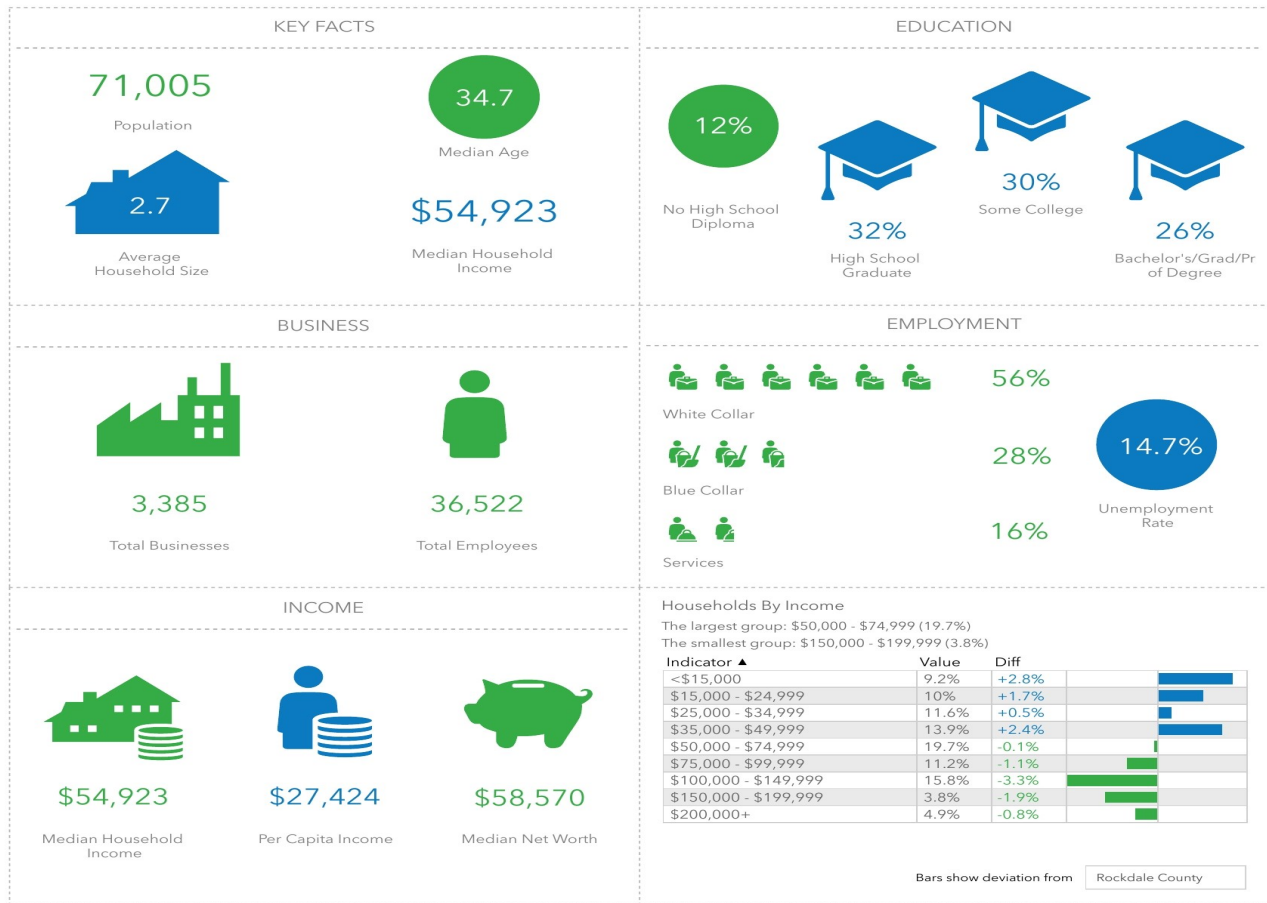 KEY FACTS
71,005
Population
34.7
Median Age
2.7
Average
Household Size
$54,923
Median Household
Income
EDUCATION
12%
No High School
Diploma
32%
High School
Graduate
30%
Some College
26%
Bachelor's/Grad/Pr
of Degree
BUSINESS
3,385
Total Businesses
36,522
Total Employees
EMPLOYMENT
56%
White Collar
28%
Blue Collar
16%
Services
14.7%
Unemployment
Rate
INCOME
$54,923
Median Household
Income
$27,424
Per Capita Income
$58,570
Median Net Worth
Households By Income
The largest group: $50,000 - $74,999 (19.7%)
The smallest group: $150,000 - $199,999 (3.8%)
Indicator ▲ Value Diff
<$15,000 9.2% +2.8%
$15,000 - $24,999 10% +1.7%
$25,000 - $34,999 11.6% +0.5%
$35,000 - $49,999 13.9% +2.4%
$50,000 - $74,999 19.7% -0.1%
$75,000 - $99,999 11.2% -1.1%
$100,000 - $149,999 15.8% -3.3%
$150,000 - $199,999 3.8% -1.9%
$200,000+ 4.9% -0.8%
Bars show deviation from Rockdale County